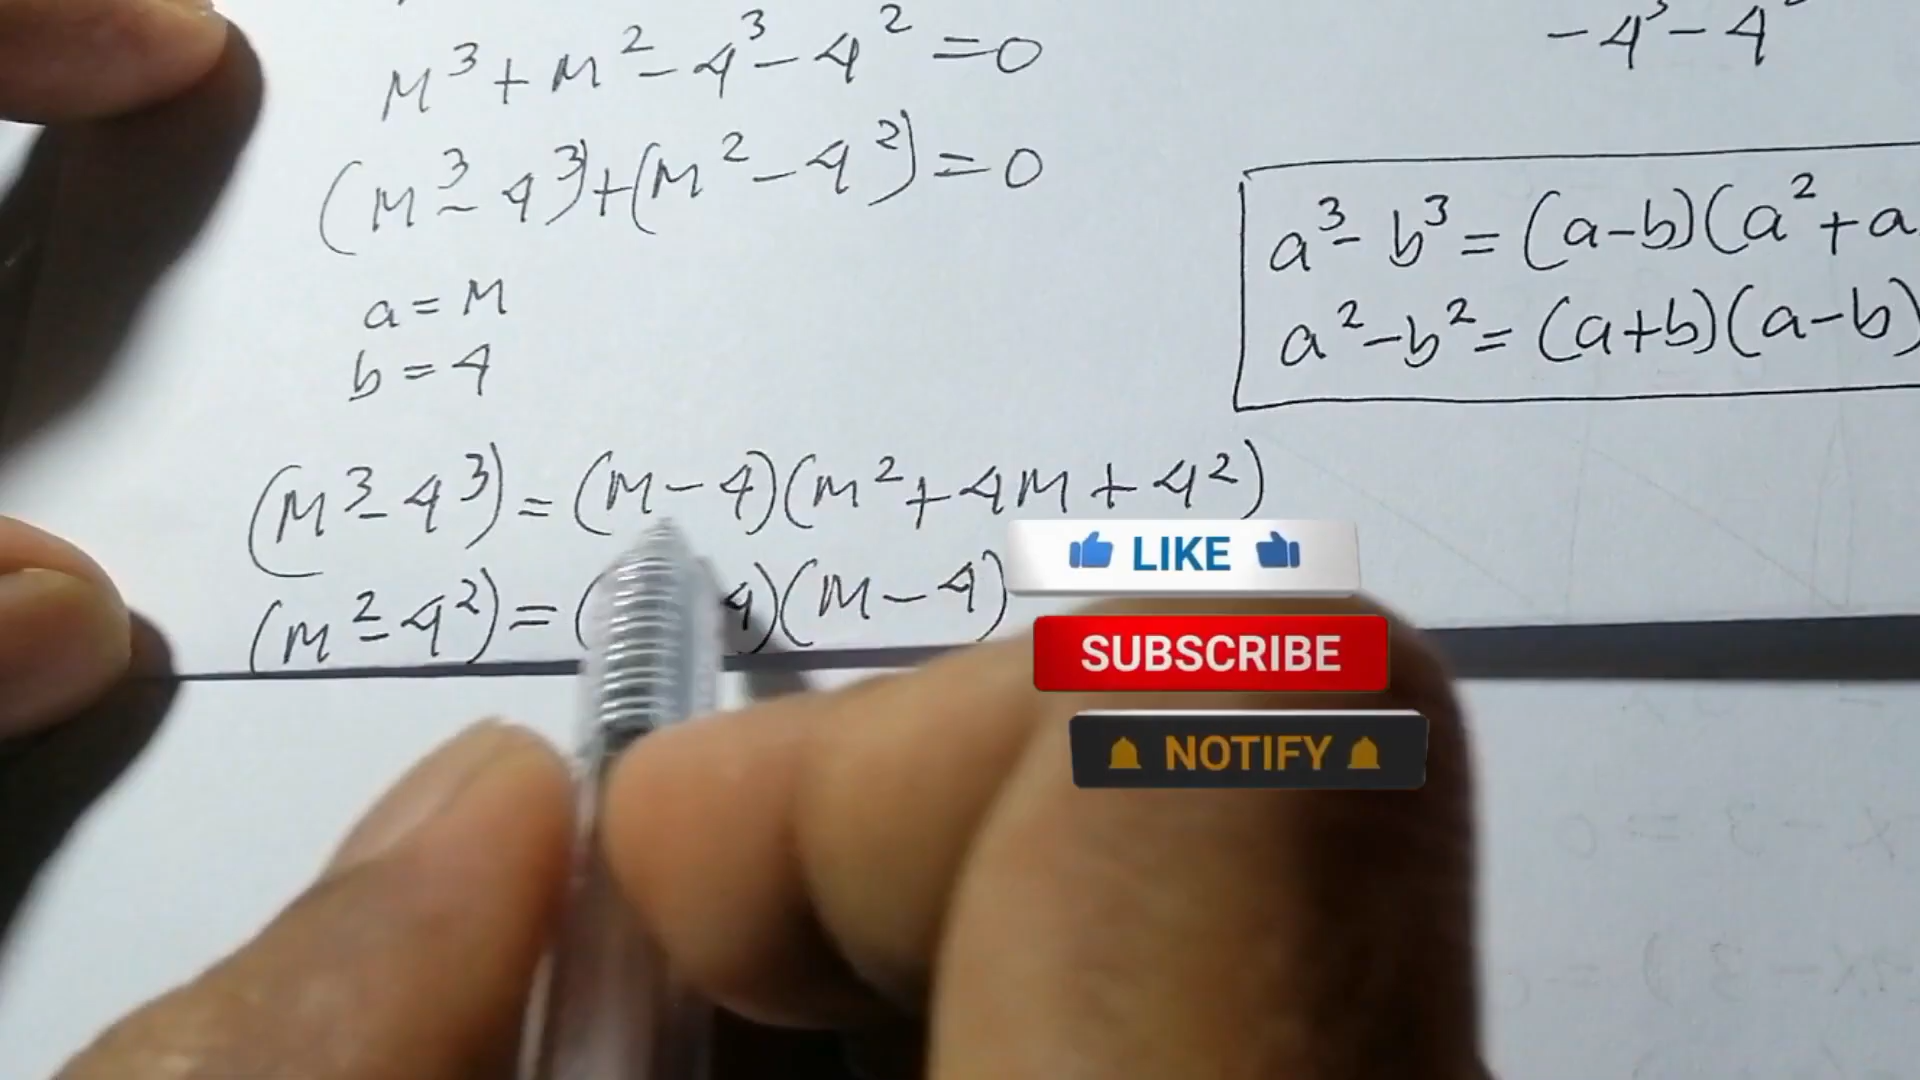 m³ + m² - 4³ - 4² = 0
- 4³ - 4²
(m³ - 4³) + (m² - 4²) = 0
a = m
b = 4
a³ - b³ = (a-b)(a² + a
a² - b² = (a+b)(a-b)
(m³ - 4³) = (m - 4)(m² + 4m + 4²)
(m² - 4²) = ( 4)(m - 4)
LIKE
SUBSCRIBE
NOTIFY